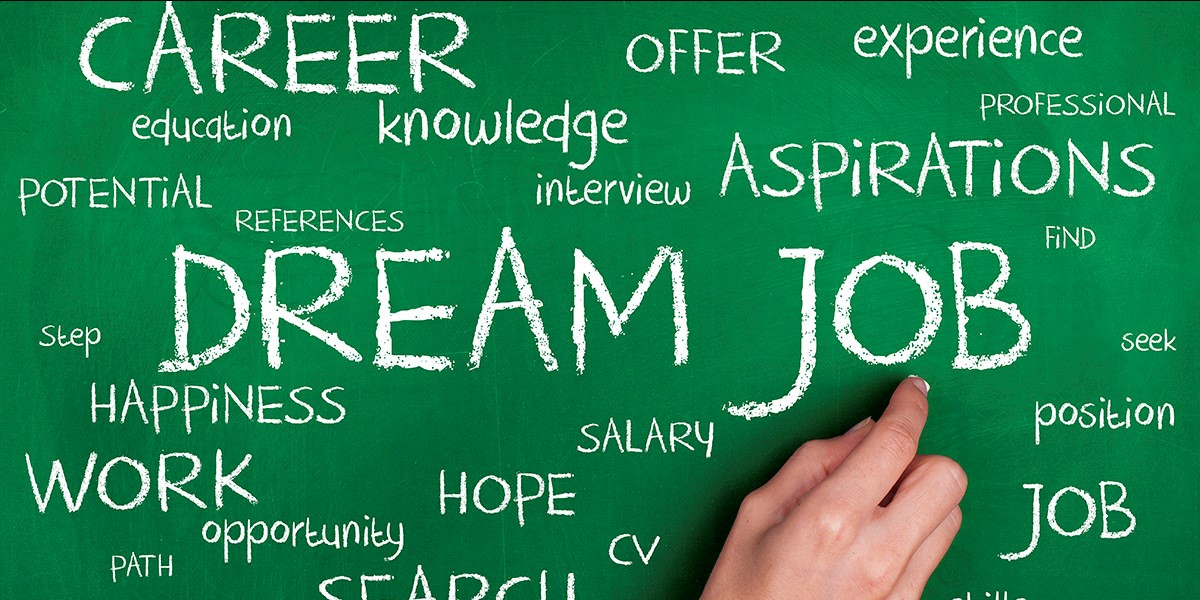 CAREER
OFFER
experience
PROFESSIONAL
education
knowledge
ASPIRATIONS
POTENTIAL
interview
REFERENCES
FIND
DREAM JOB
step
seek
HAPPINESS
SALARY
position
WORK
HOPE
JOB
opportunity
CV
PATH
SEARCH
skills